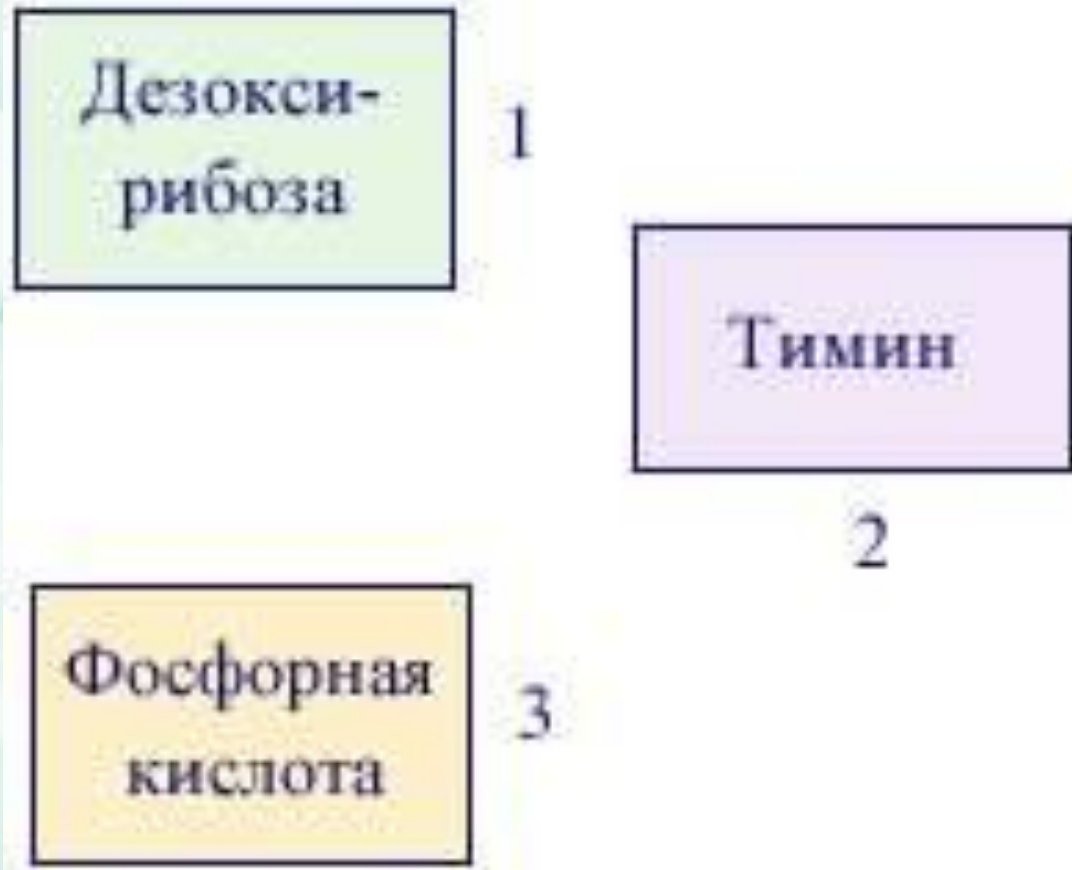 Дезокси-
рибоза
1
Тимин
2
Фосфорная
кислота
3